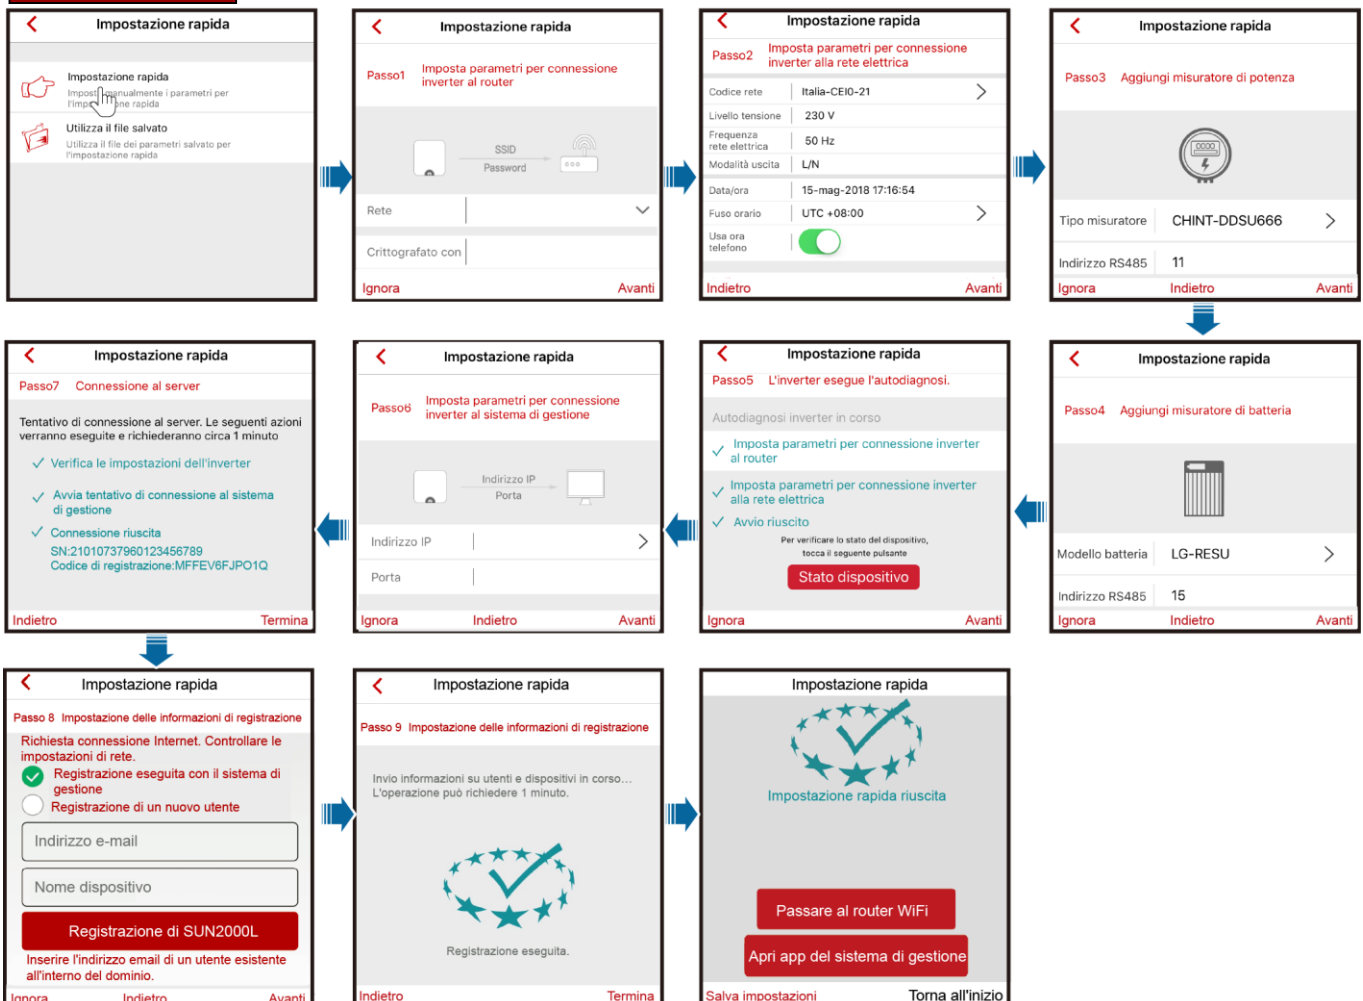 Impostazione rapida
Impostazione rapida
Impostare manualmente i parametri per
l'Impostazione rapida
Utilizza il file salvato
Utilizza il file dei parametri salvato per
l'impostazione rapida
Impostazione rapida
Passo1 Imposta parametri per connessione
inverter al router
SSID
Password
Rete
Crittografato con
Ignora Avanti
Impostazione rapida
Passo2 Imposta parametri per connessione
inverter alla rete elettrica
Codice rete Italia-CEI0-21
Livello tensione 230 V
Frequenza
rete elettrica 50 Hz
Modalità uscita L/N
Data/ora 15-mag-2018 17:16:54
Fuso orario UTC +08:00
Usa ora
telefono
Indietro Avanti
Impostazione rapida
Passo3 Aggiungi misuratore di potenza
0000
Tipo misuratore CHINT-DDSU666
Indirizzo RS485 11
Ignora Indietro Avanti
Impostazione rapida
Passo4 Aggiungi misuratore di batteria
Modello batteria LG-RESU
Indirizzo RS485 15
Ignora Indietro Avanti
Impostazione rapida
Passo5 L'inverter esegue l'autodiagnosi.
Autodiagnosi inverter in corso
Imposta parametri per connessione inverter
al router
Imposta parametri per connessione inverter
alla rete elettrica
Avvio riuscito
Per verificare lo stato del dispositivo,
tocca il seguente pulsante
Stato dispositivo
Ignora Avanti
Impostazione rapida
Passo6 Imposta parametri per connessione
inverter al sistema di gestione
Indirizzo IP
Porta
Indirizzo IP
Porta
Ignora Indietro Avanti
Impostazione rapida
Passo7 Connessione al server
Tentativo di connessione al server. Le seguenti azioni
verranno eseguite e richiederanno circa 1 minuto
Verifica le impostazioni dell'inverter
Avvia tentativo di connessione al sistema
di gestione
Connessione riuscita
SN:21010737960123456789
Codice di registrazione:MFFEV6FJPO1Q
Indietro Termina
Impostazione rapida
Passo 8 Impostazione delle informazioni di registrazione
Richiesta connessione Internet. Controllare le
impostazioni di rete.
Registrazione eseguita con il sistema di
gestione
Registrazione di un nuovo utente
Indirizzo e-mail
Nome dispositivo
Registrazione di SUN2000L
Inserire l'indirizzo email di un utente esistente
all'interno del dominio.
Ignora Indietro Avanti
Impostazione rapida
Passo 9 Impostazione delle informazioni di registrazione
Invio informazioni su utenti e dispositivi in corso...
L'operazione può richiedere 1 minuto.
Registrazione eseguita.
Indietro Termina
Impostazione rapida
Impostazione rapida riuscita
Passare al router WiFi
Apri app del sistema di gestione
Salva impostazioni Torna all'inizio